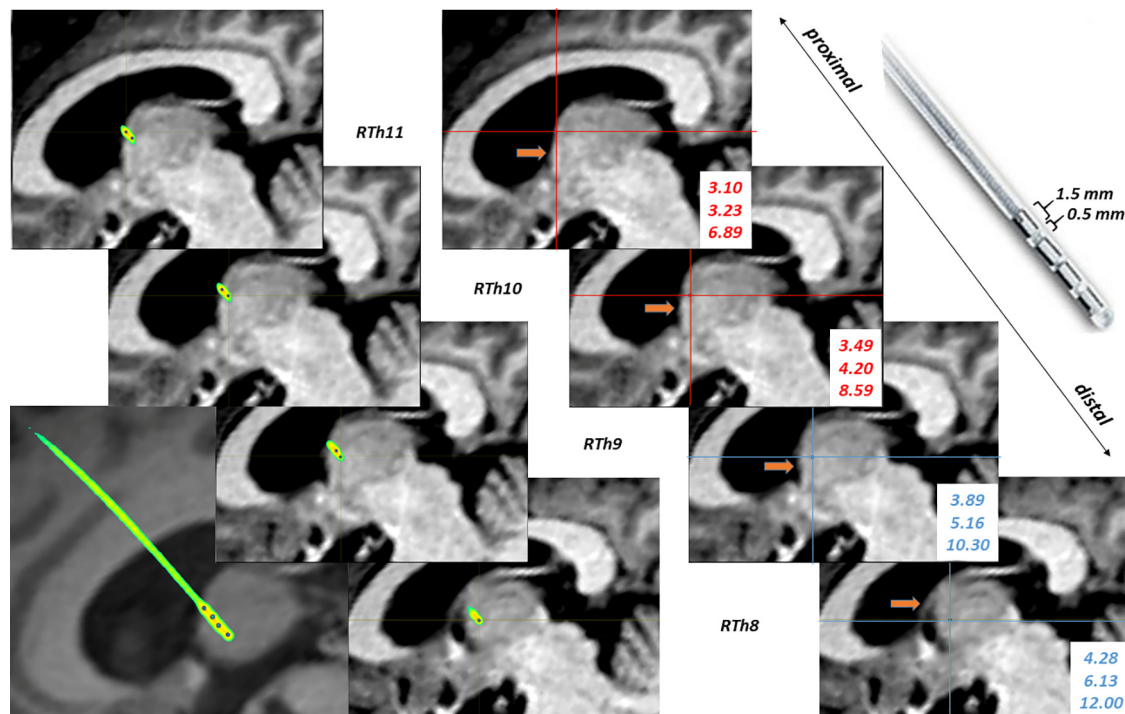 proximal
RTh11
1.5 mm
0.5 mm
3.10
3.23
6.89
RTh10
3.49
4.20
8.59
distal
RTh9
3.89
5.16
10.30
RTh8
4.28
6.13
12.00